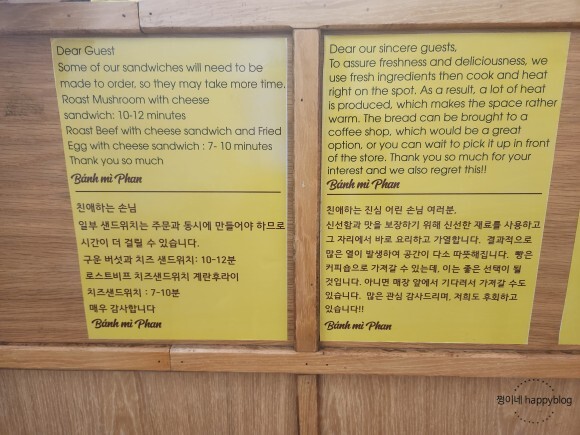 Dear Guest
Some of our sandwiches will need to be
made to order, so they may take more time.
Roast Mushroom with cheese
sandwich: 10-12 minutes
Roast Beef with cheese sandwich and Fried
Egg with cheese sandwich : 7- 10 minutes
Thank you so much
Bánh mì Phan
친애하는 손님
일부 샌드위치는 주문과 동시에 만들어야 하므로
시간이 더 걸릴 수 있습니다.
구운 버섯과 치즈 샌드위치: 10-12분
로스트비프 치즈샌드위치 계란후라이
치즈샌드위치 : 7-10분
매우 감사합니다
Bánh mì Phan
Dear our sincere guests,
To assure freshness and deliciousness, we
use fresh ingredients then cook and heat
right on the spot. As a result, a lot of heat
is produced, which makes the space rather
warm. The bread can be brought to a
coffee shop, which would be a great
option, or you can wait to pick it up in front
of the store. Thank you so much for your
interest and we also regret this!!
Bánh mì Phan
친애하는 진심 어린 손님 여러분,
신선함과 맛을 보장하기 위해 신선한 재료를 사용하고
그 자리에서 바로 요리하고 가열합니다. 결과적으로
많은 열이 발생하여 공간이 다소 따뜻해집니다. 빵은
커피숍으로 가져갈 수 있는데, 이는 좋은 선택이 될
것입니다. 아니면 매장 앞에서 기다려서 가져갈 수도
있습니다. 많은 관심 감사드리며, 저희도 후회하고
있습니다!!
Bánh mì Phan
쩡이네 happyblog